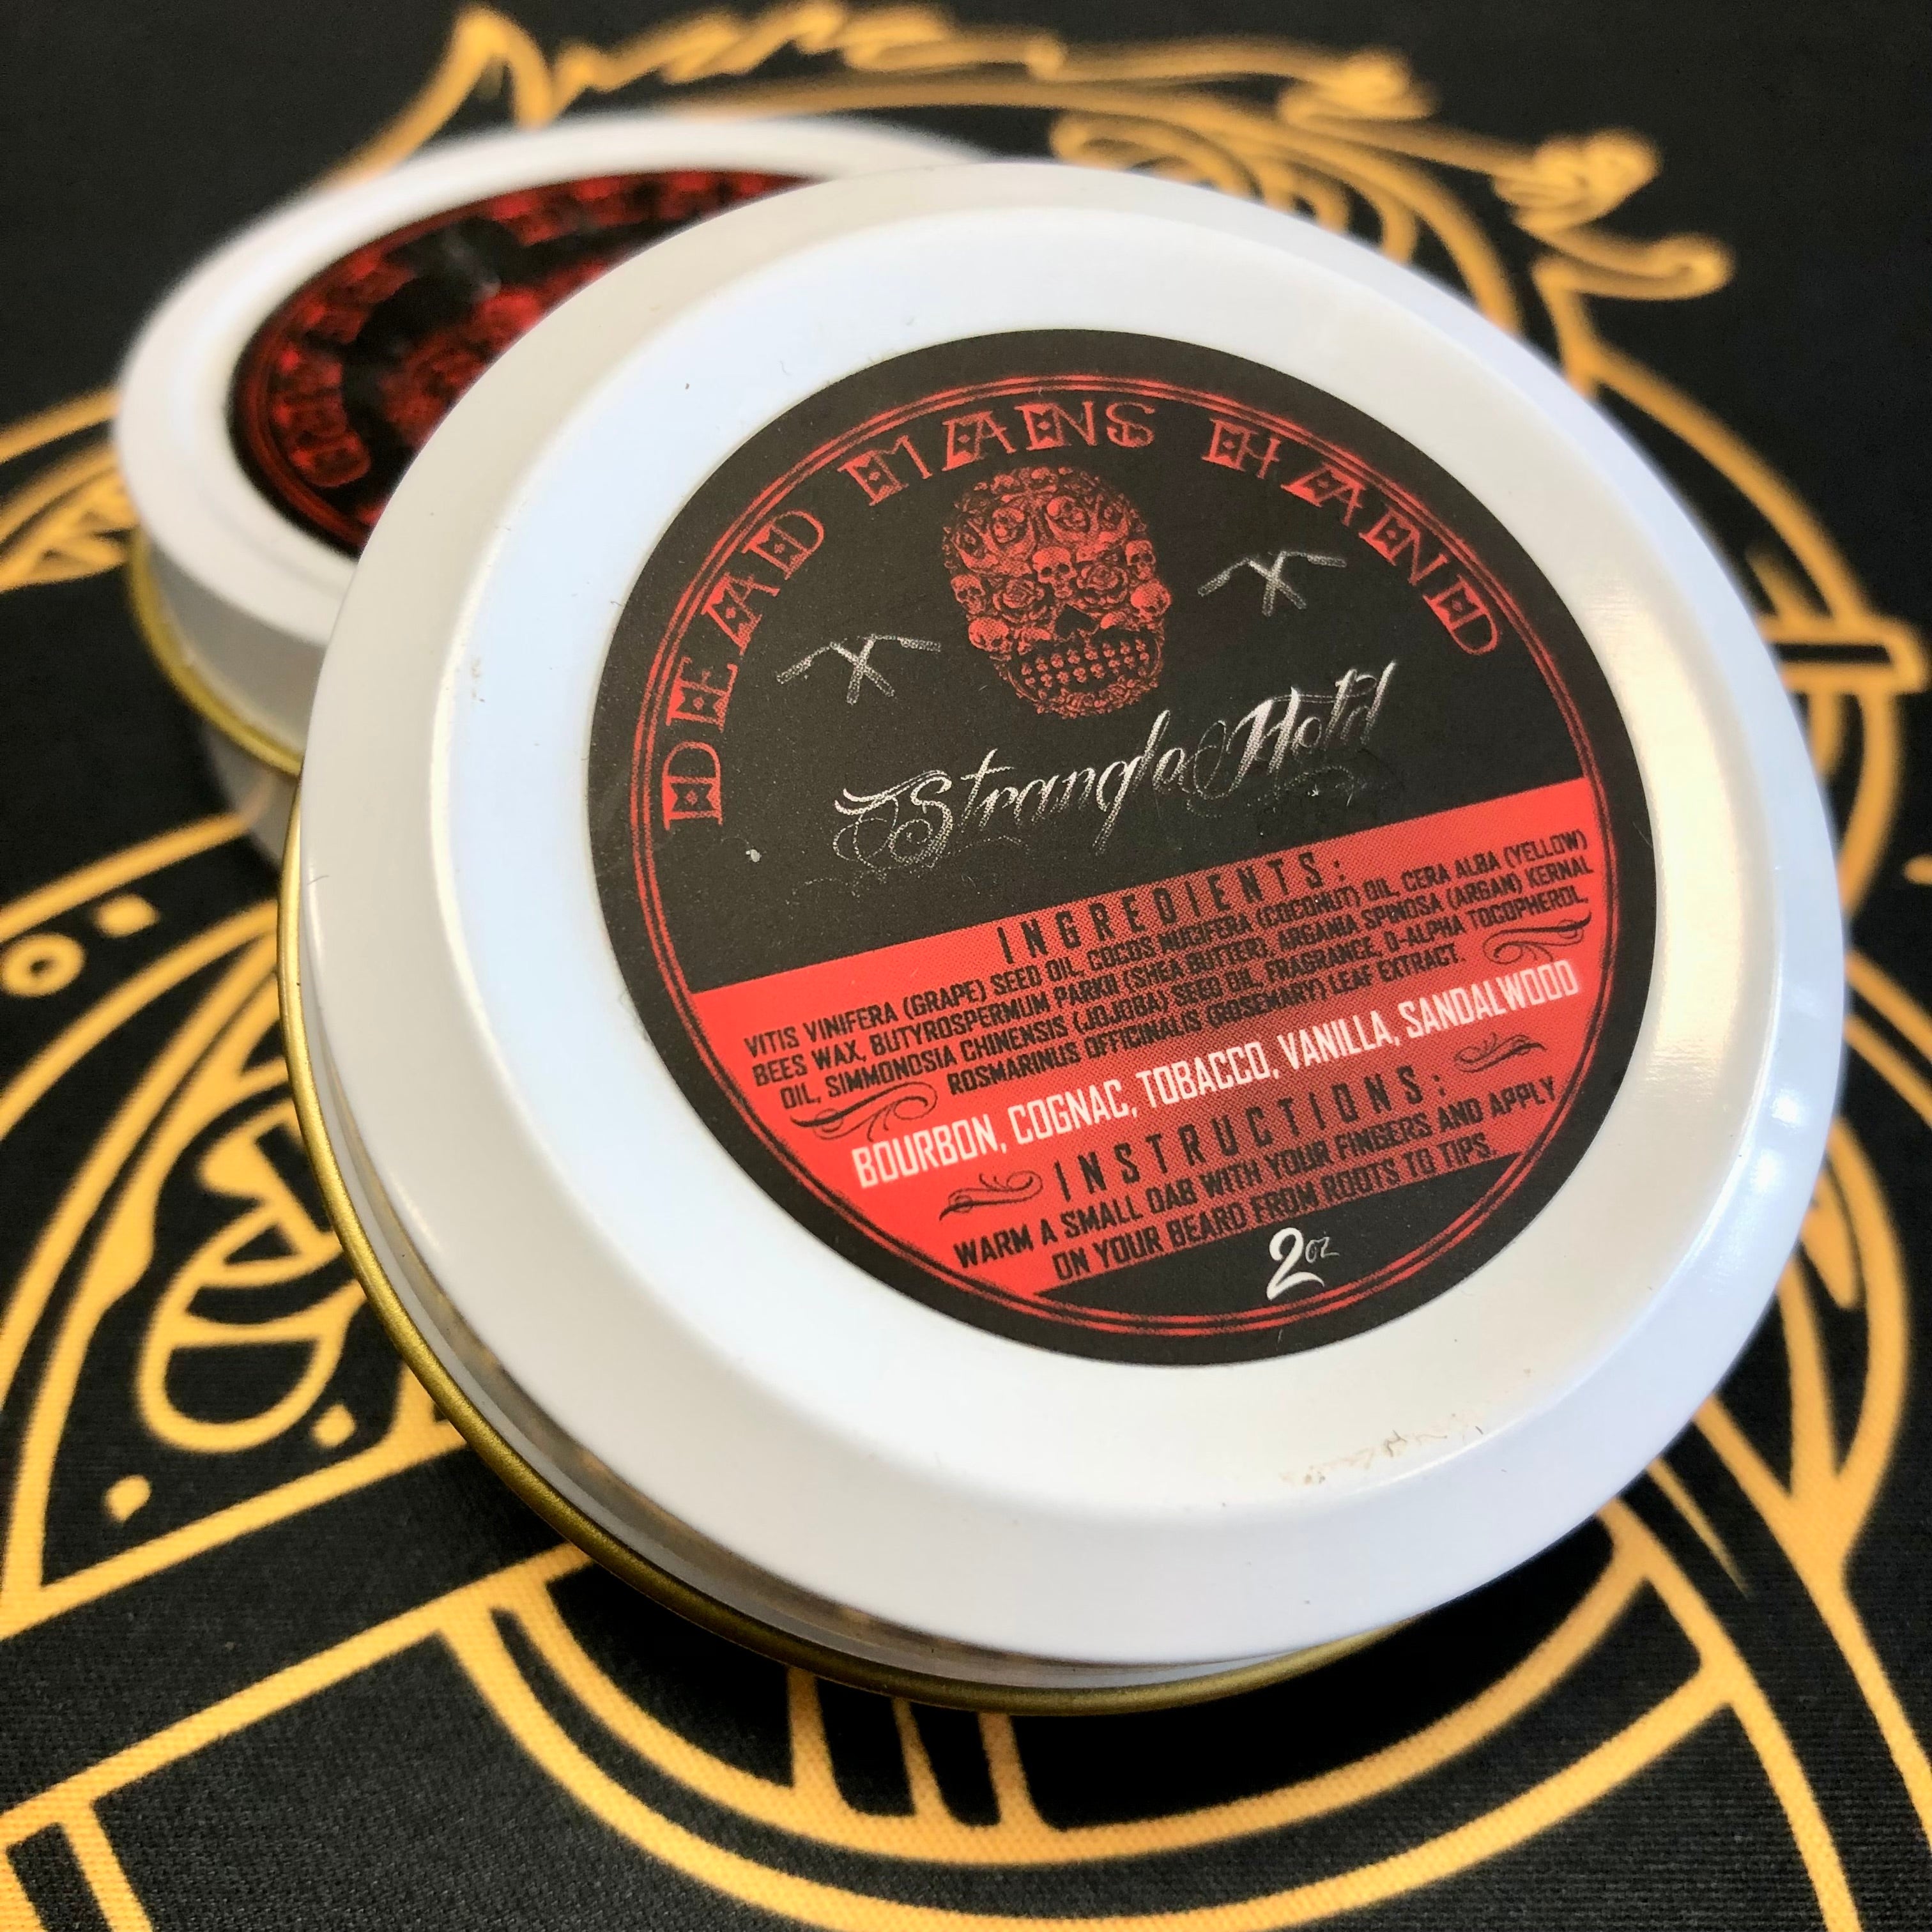 DEAD MANS HAND
Strangle Hold
INGREDIENTS:
VITIS VINIFERA (GRAPE) SEED OIL, COCOS NUCIFERA (COCONUT) OIL, CERA ALBA (YELLOW)
BEES WAX, BUTYROSPERMUM PARKII (SHEA BUTTER), ARGANIA SPINOSA (ARGAN) KERNAL
OIL, SIMMONDSIA CHINENSIS (JOJOBA) SEED OIL, FRAGRANCE, D-ALPHA TOCOPHEROL,
ROSMARINUS OFFICINALIS (ROSEMARY) LEAF EXTRACT.
BOURBON, COGNAC, TOBACCO, VANILLA, SANDALWOOD
INSTRUCTIONS:
WARM A SMALL DAB WITH YOUR FINGERS AND APPLY
ON YOUR BEARD FROM ROOTS TO TIPS.
2oz